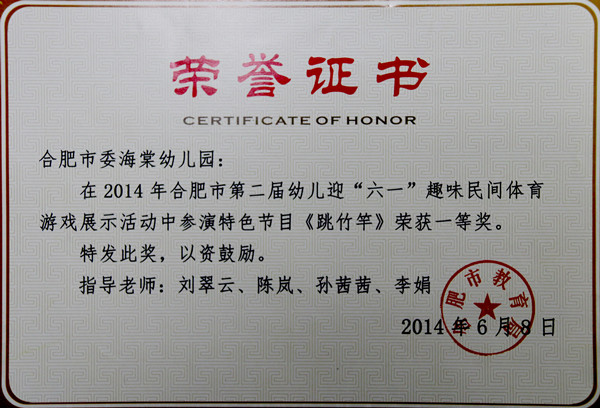 荣誉证书
CERTIFICATE OF HONOR
合肥市委海棠幼儿园：
在2014年合肥市第二届幼儿迎“六一”趣味民间体育
游戏展示活动中参演特色节目《跳竹竿》荣获一等奖。
特发此奖，以资鼓励。
指导老师：刘翠云、陈岚、孙茜茜、李娟
合肥市教育局
2014年6月8日